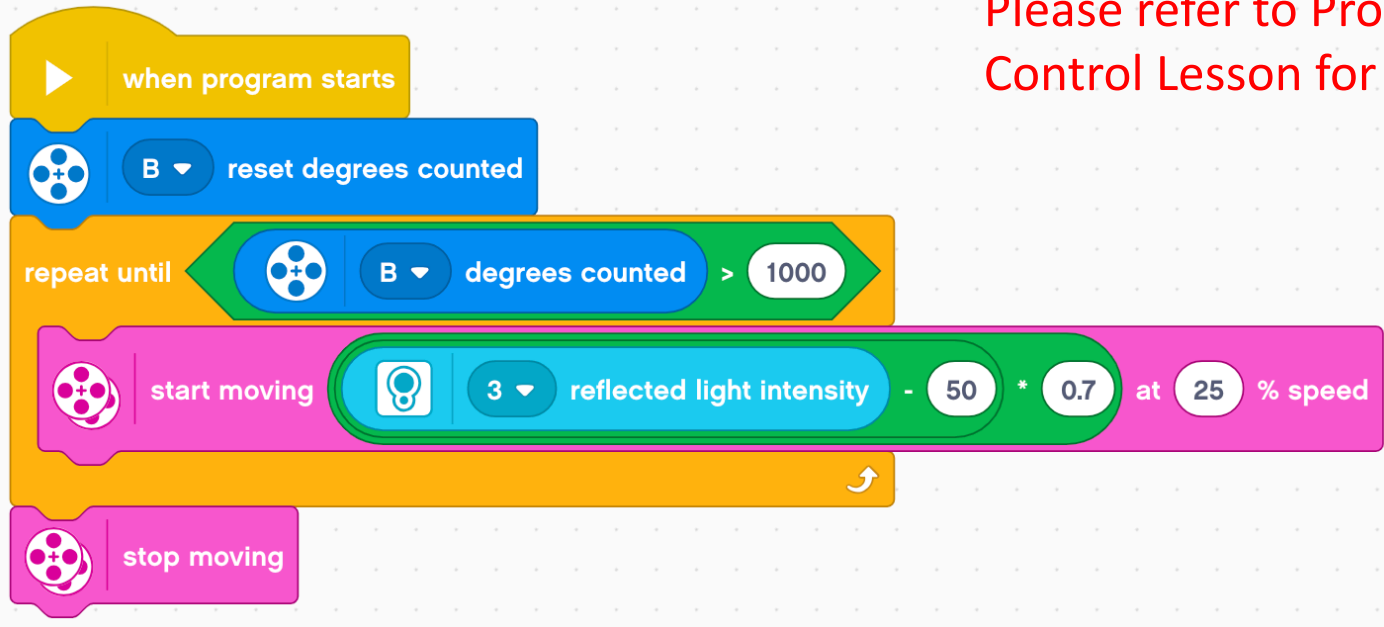 Please refer to Pro
Control Lesson for
when program starts
B reset degrees counted
repeat until B degrees counted > 1000
start moving 3 reflected light intensity - 50 * 0.7 at 25 % speed
stop moving